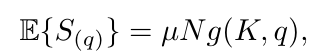 𝔼{S_{(q)}} = μNg(K, q),